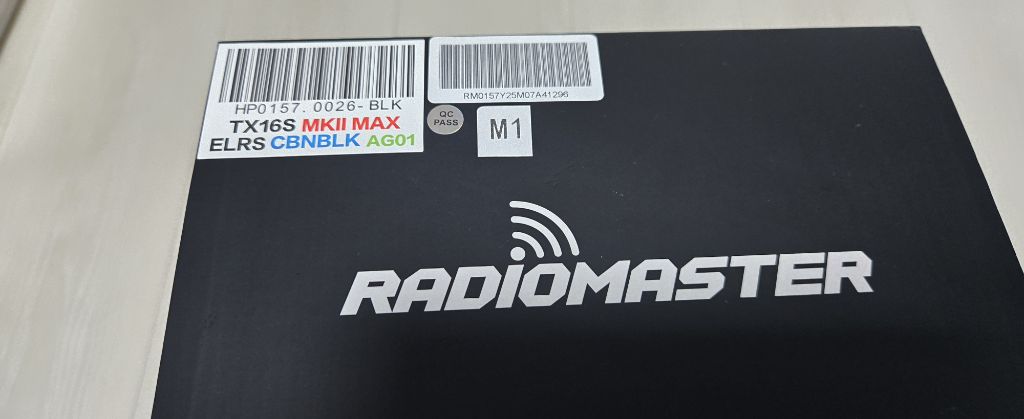 HP0157.0026-BLK
TX16S MKII MAX
ELRS CBNBLK AG01
RM0157Y25M07A41296
QC
PASS
M1
RADIOMASTER